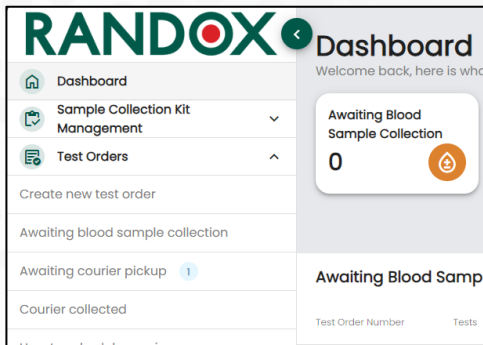 RANDOX
Dashboard
Sample Collection Kit
Management
Test Orders
Create new test order
Awaiting blood sample collection
Awaiting courier pickup 1
Courier collected
Dashboard
Welcome back, here is
Awaiting Blood
Sample Collection
0
Awaiting Blood
Test Order Number Tests